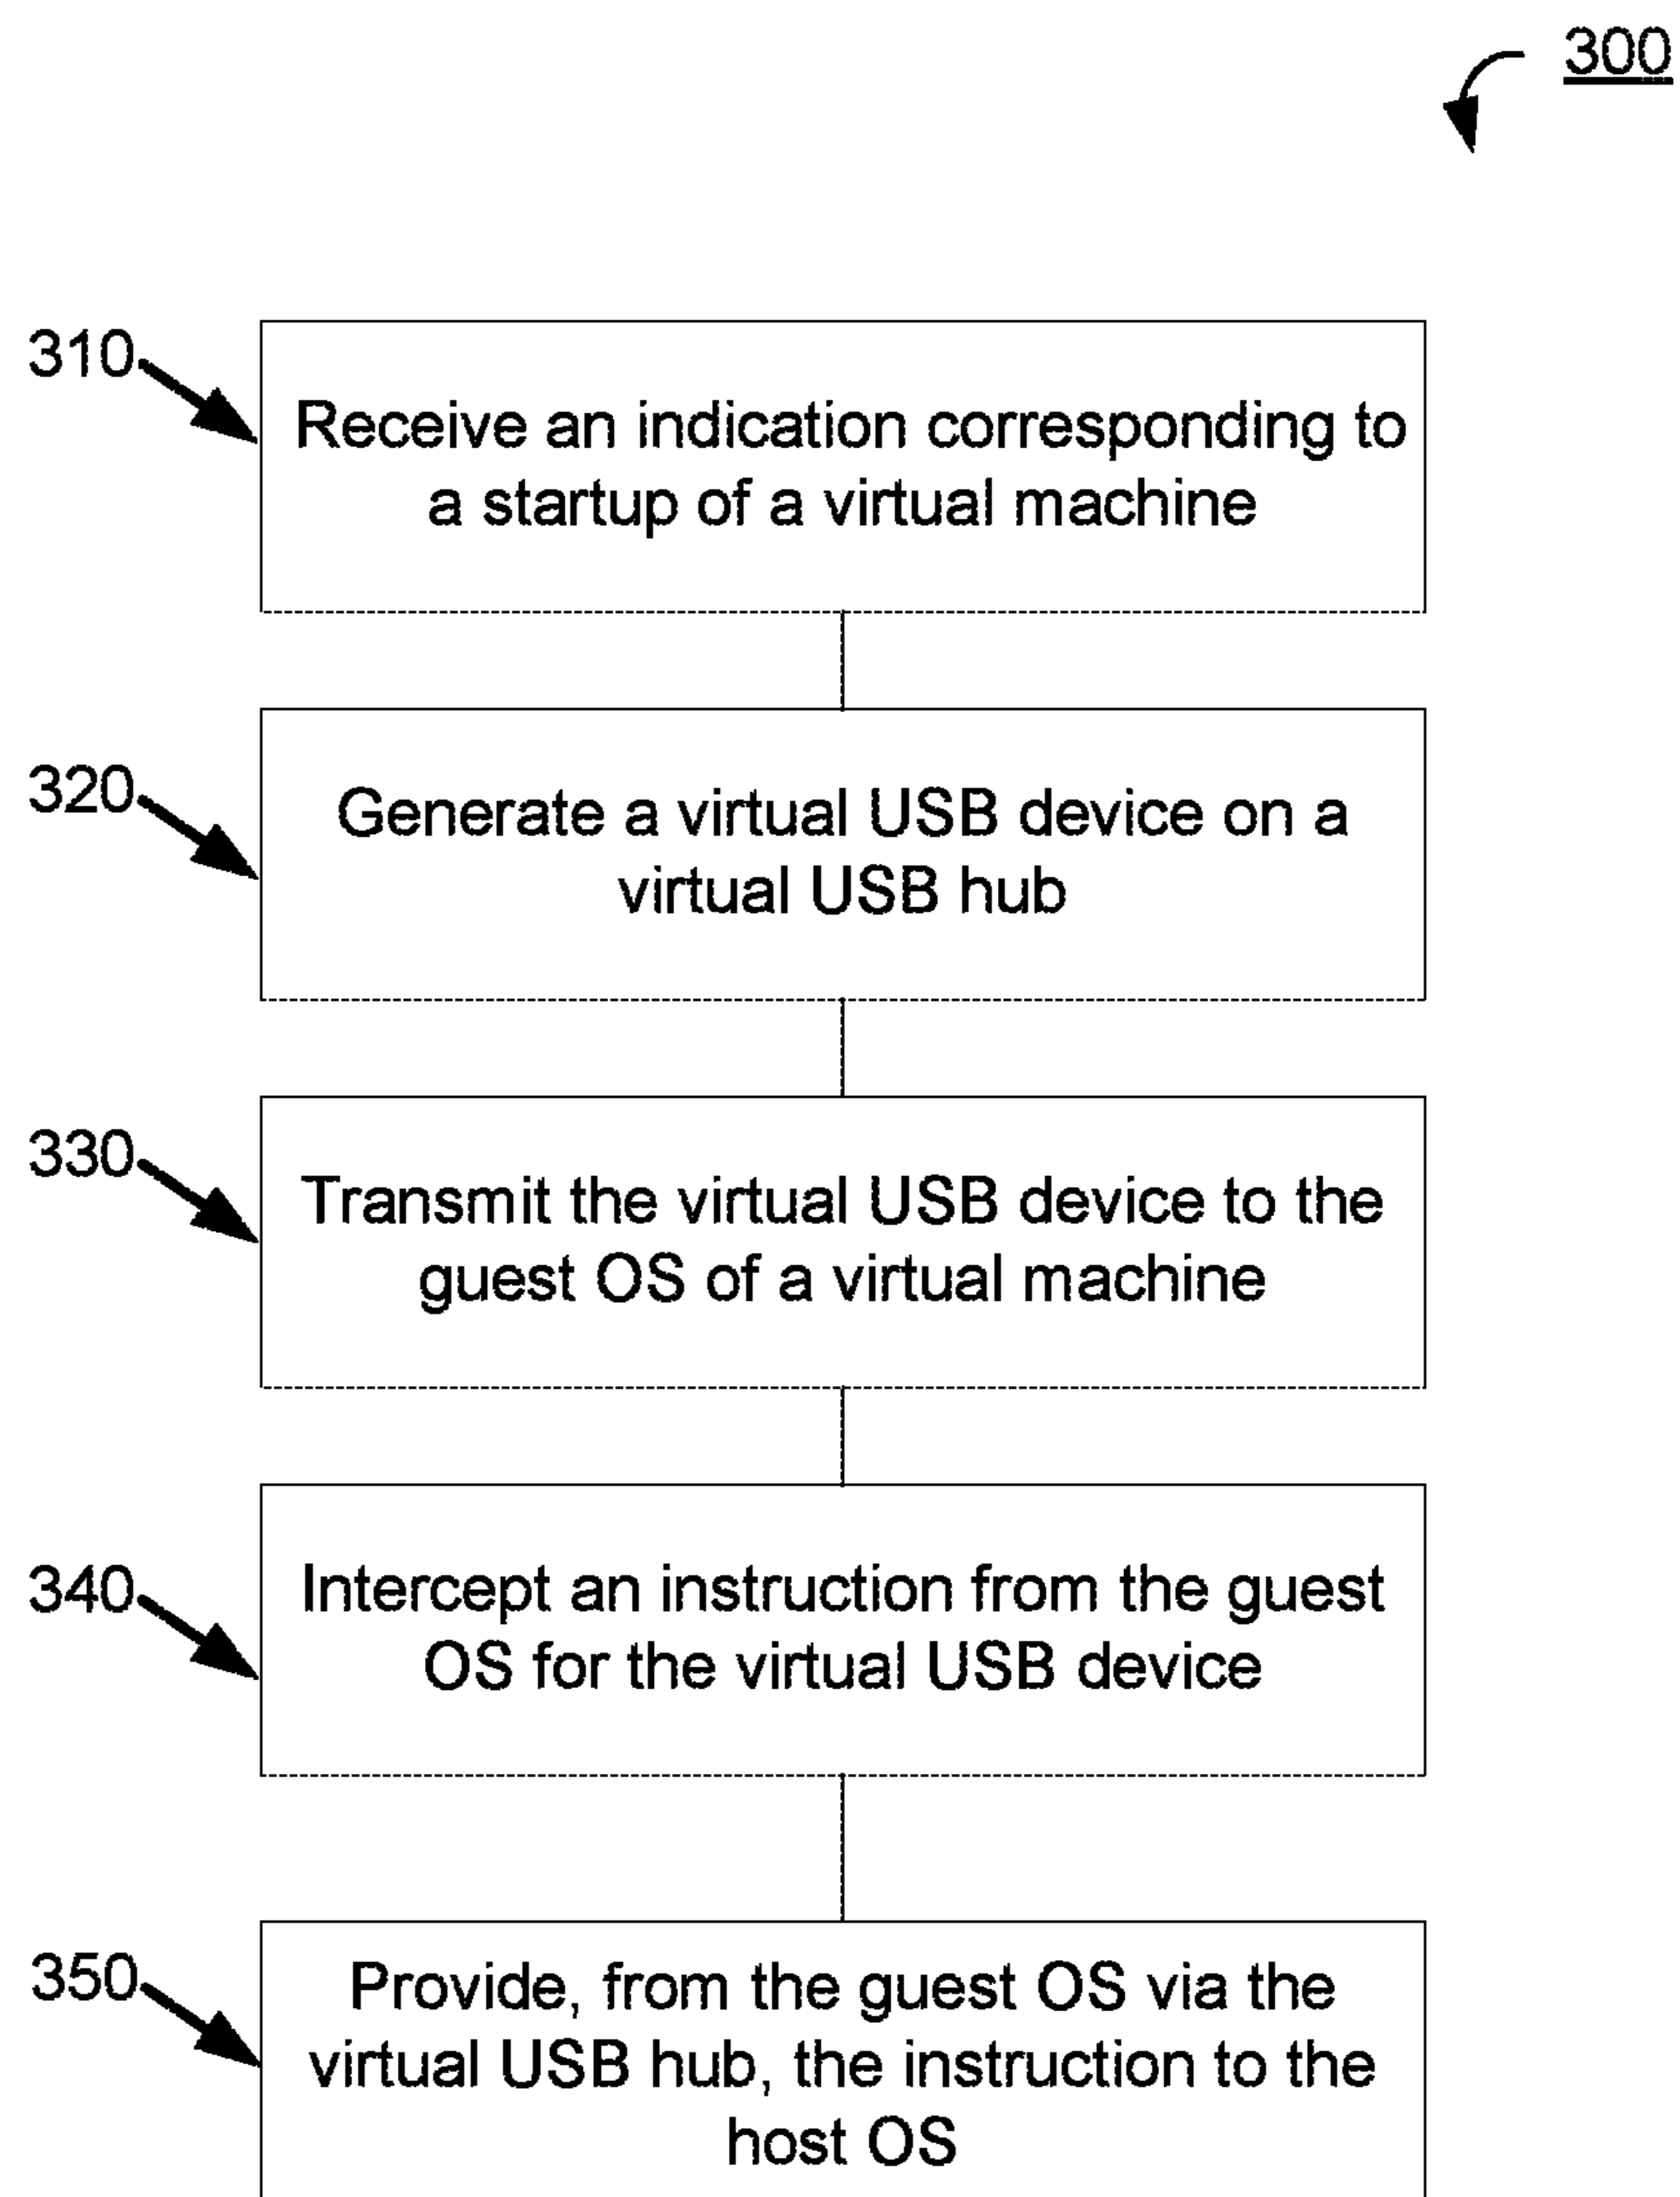 300
310
Receive an indication corresponding to
a startup of a virtual machine
320
Generate a virtual USB device on a
virtual USB hub
330
Transmit the virtual USB device to the
guest OS of a virtual machine
340
Intercept an instruction from the guest
OS for the virtual USB device
350
Provide, from the guest OS via the
virtual USB hub, the instruction to the
host OS